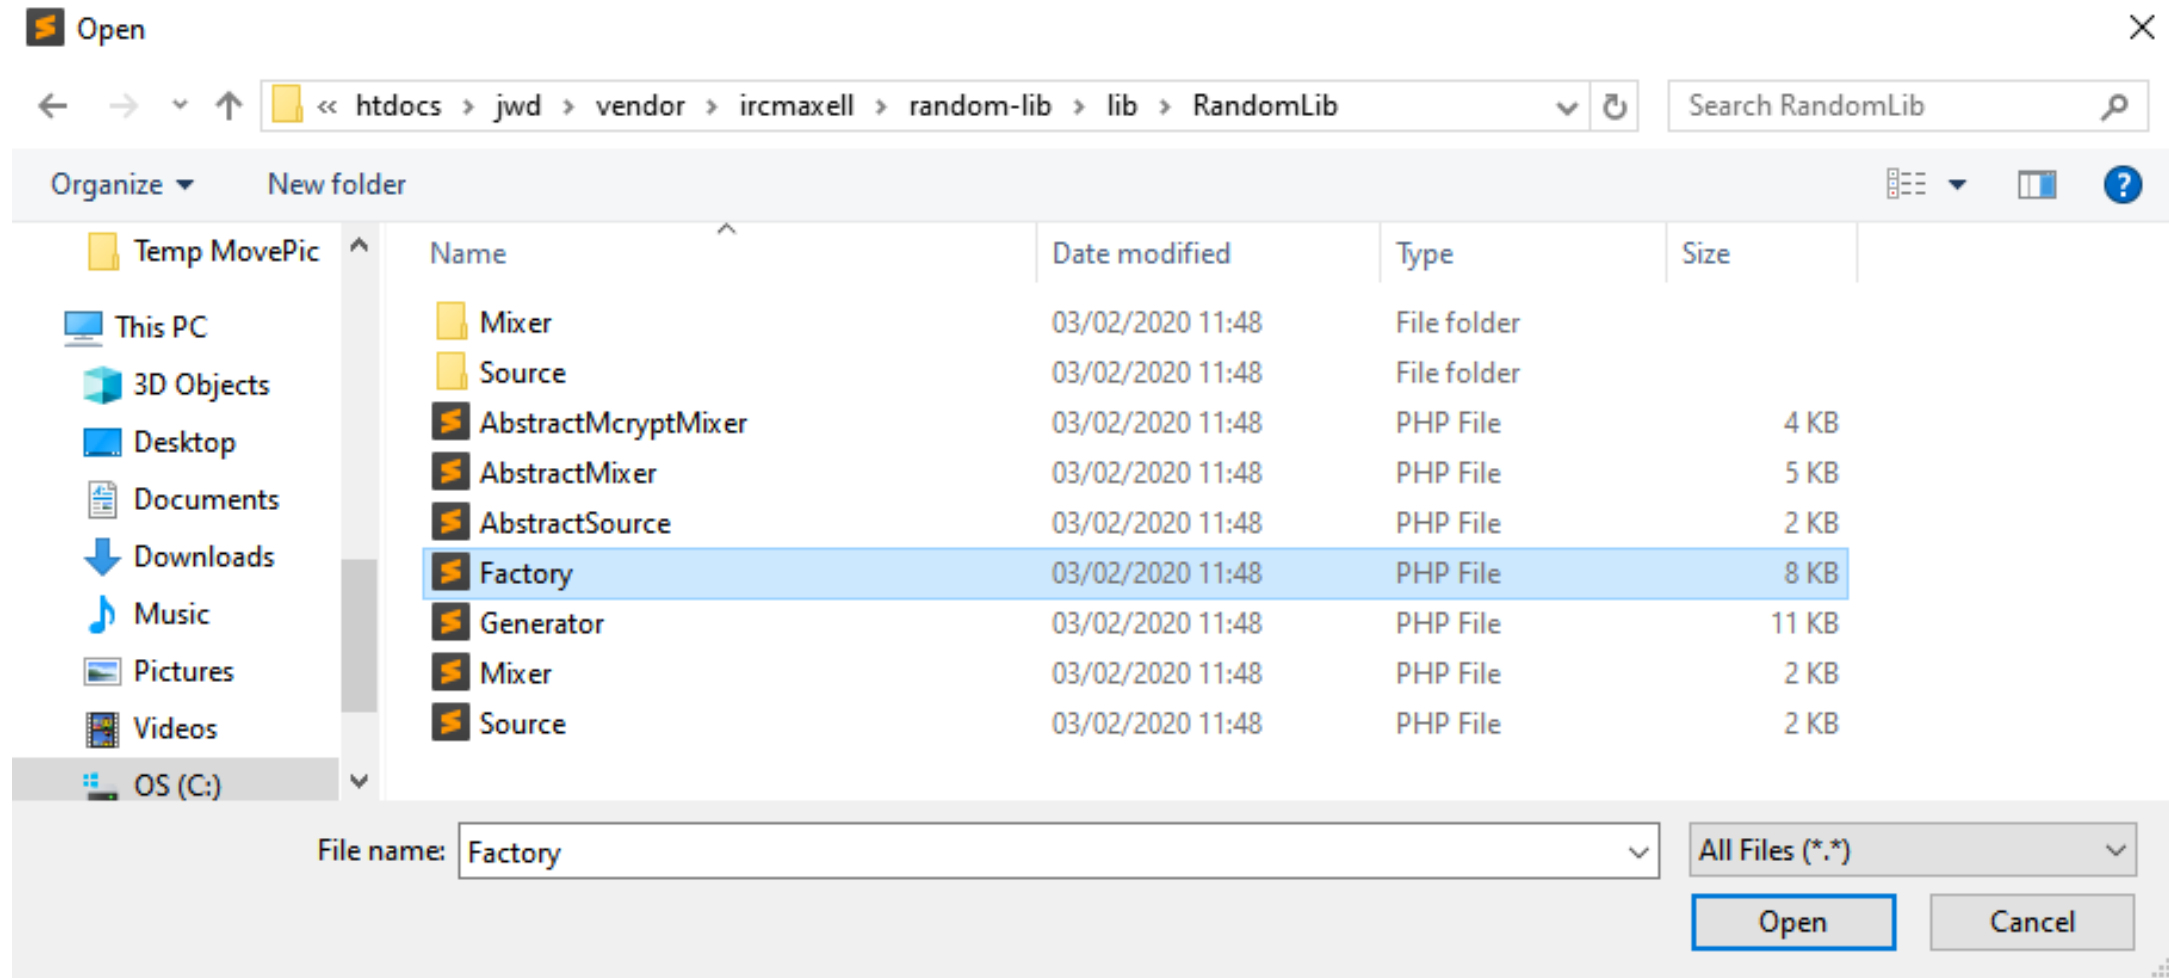 Open
« htdocs › jwd › vendor › ircmaxell › random-lib › lib › RandomLib
Search RandomLib
Organize
New folder
Temp MovePic
This PC
3D Objects
Desktop
Documents
Downloads
Music
Pictures
Videos
OS (C:)
Name Date modified Type Size
Mixer 03/02/2020 11:48 File folder
Source 03/02/2020 11:48 File folder
AbstractMcryptMixer 03/02/2020 11:48 PHP File 4 KB
AbstractMixer 03/02/2020 11:48 PHP File 5 KB
AbstractSource 03/02/2020 11:48 PHP File 2 KB
Factory 03/02/2020 11:48 PHP File 8 KB
Generator 03/02/2020 11:48 PHP File 11 KB
Mixer 03/02/2020 11:48 PHP File 2 KB
Source 03/02/2020 11:48 PHP File 2 KB
File name: Factory
All Files (*.*)
Open
Cancel